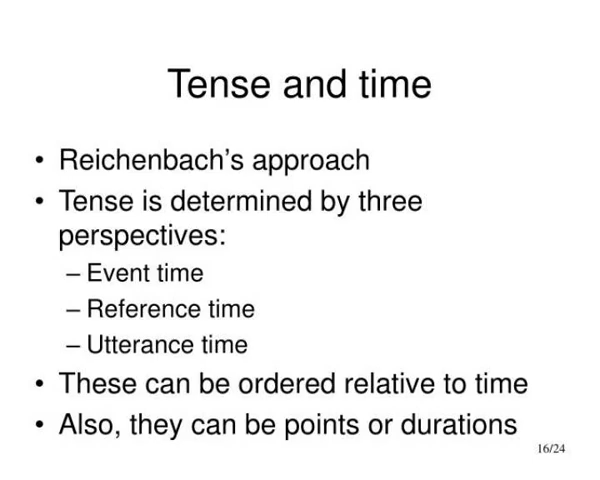 Tense and time
• Reichenbach's approach
• Tense is determined by three
perspectives:
– Event time
– Reference time
– Utterance time
• These can be ordered relative to time
• Also, they can be points or durations
16/24